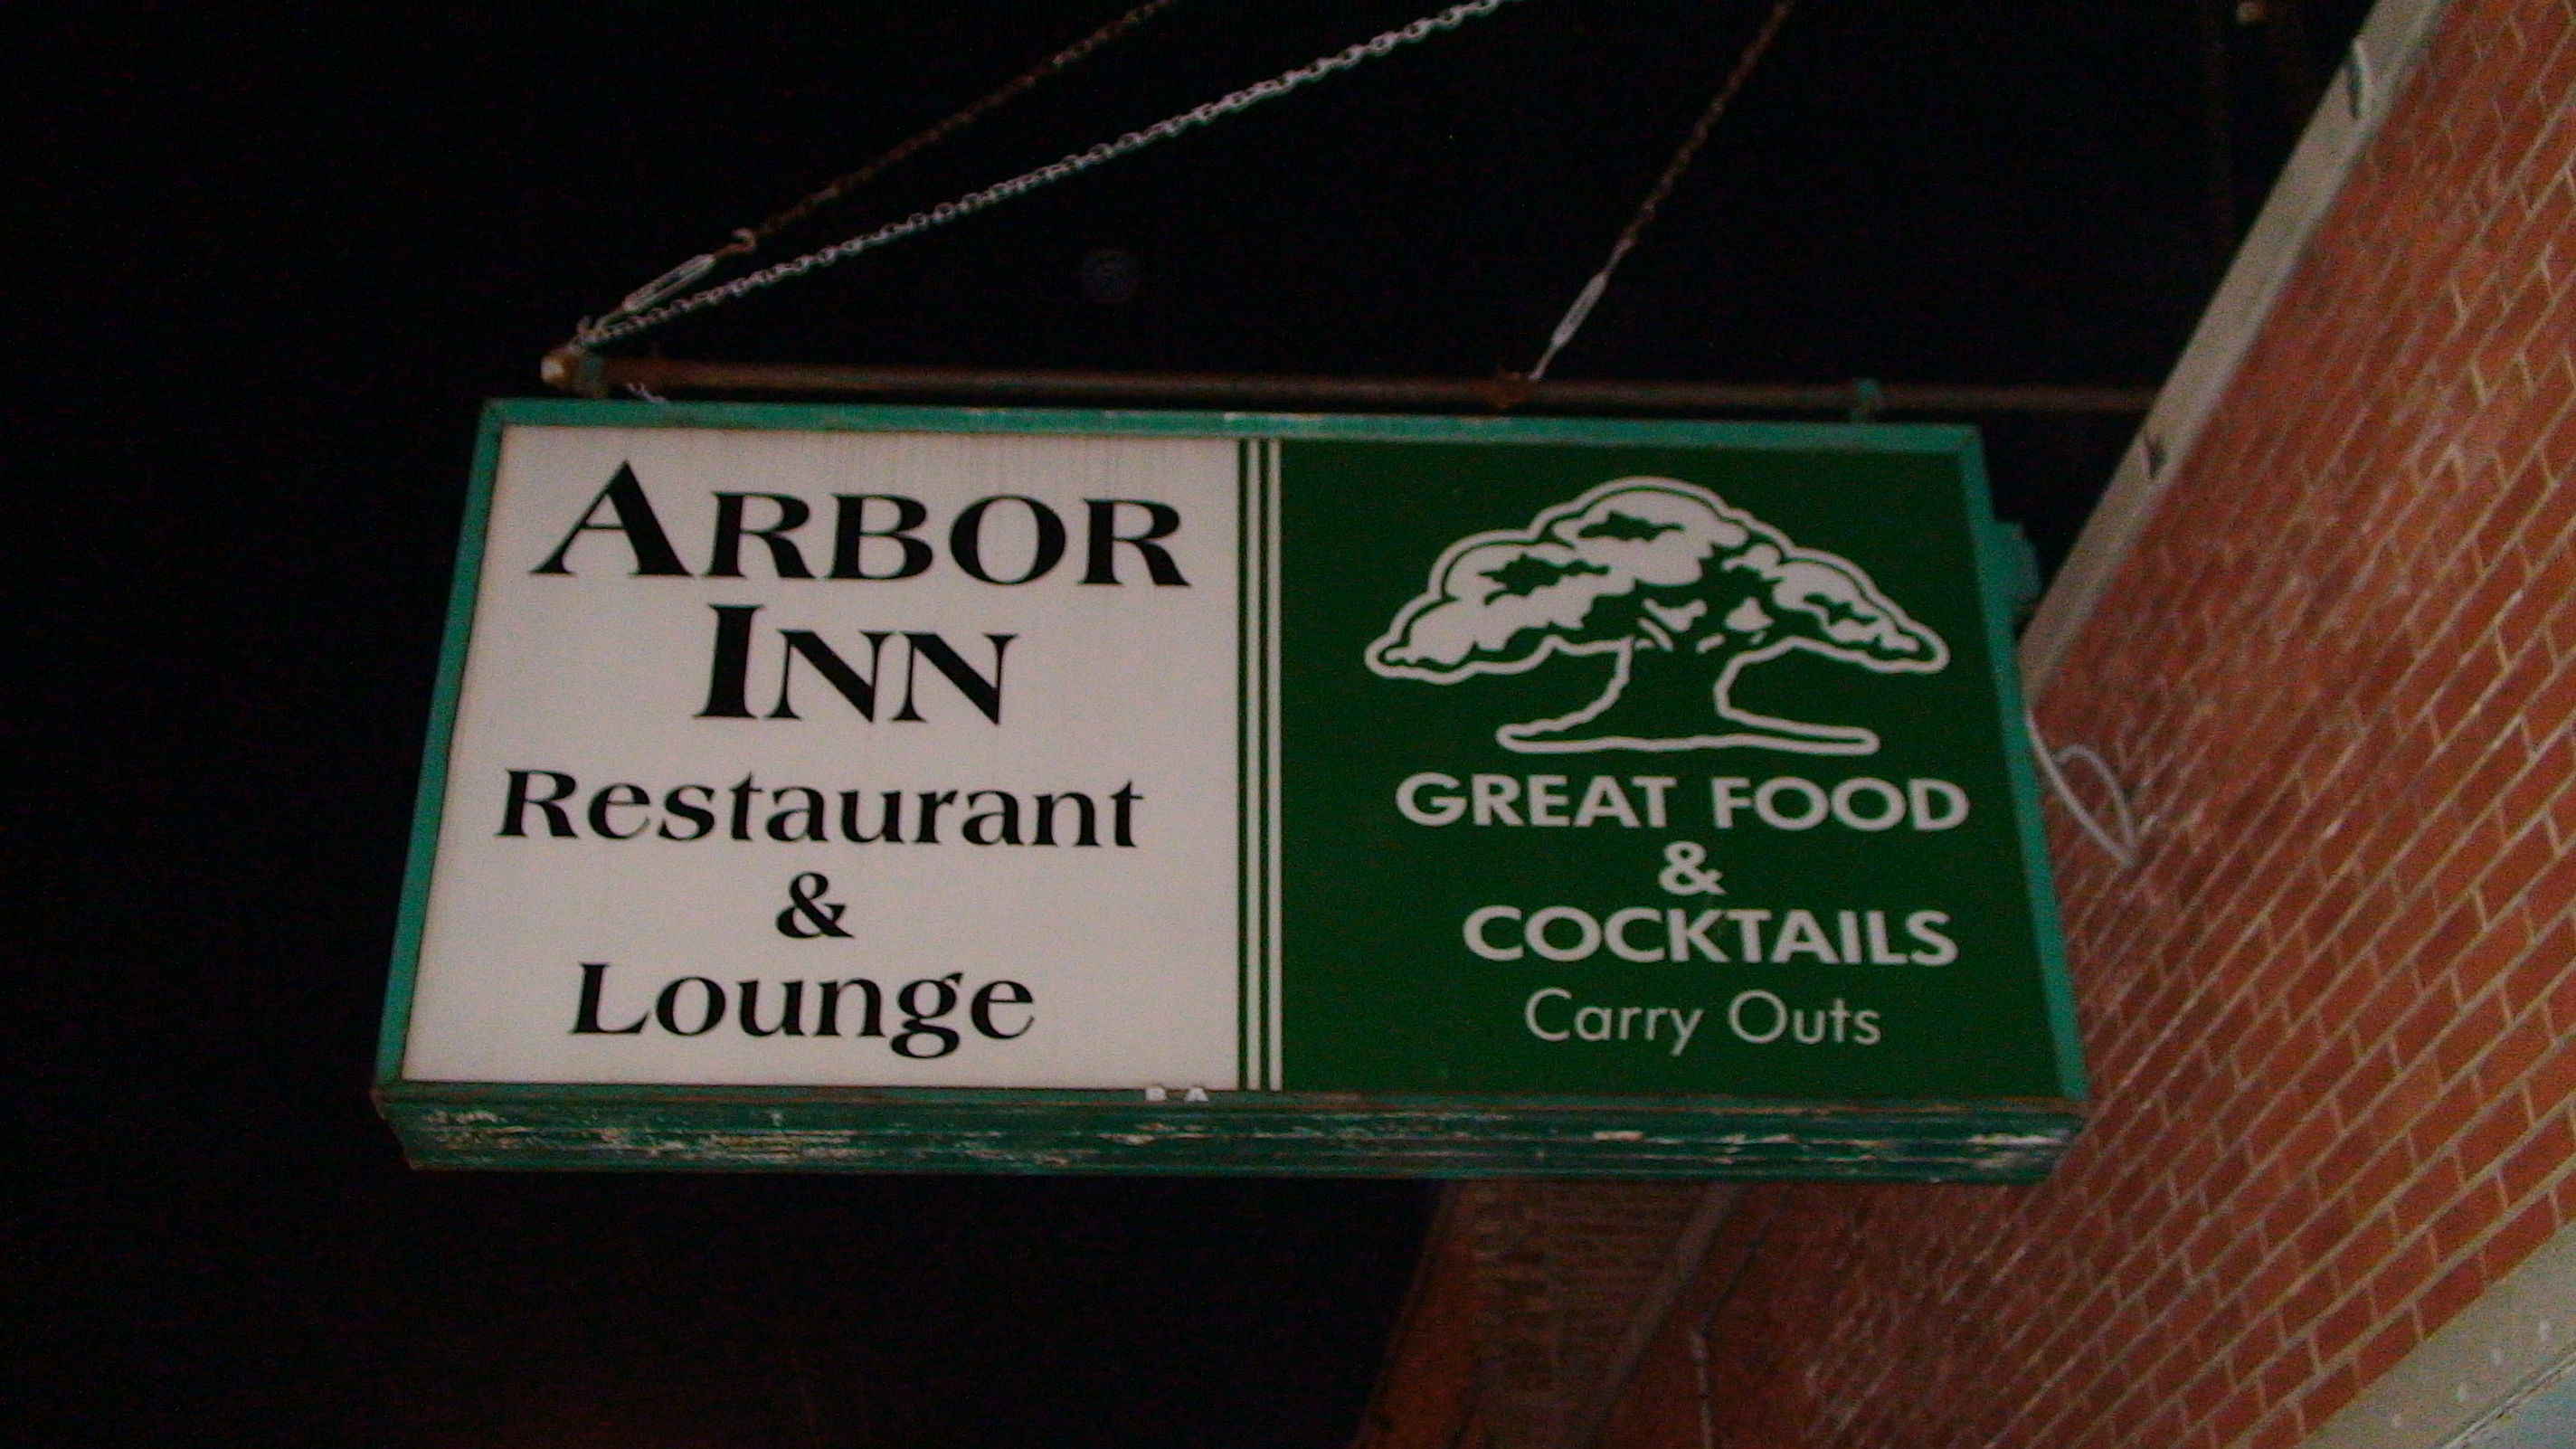 ARBOR
INN
Restaurant
&
Lounge
GREAT FOOD
&
COCKTAILS
Carry Outs